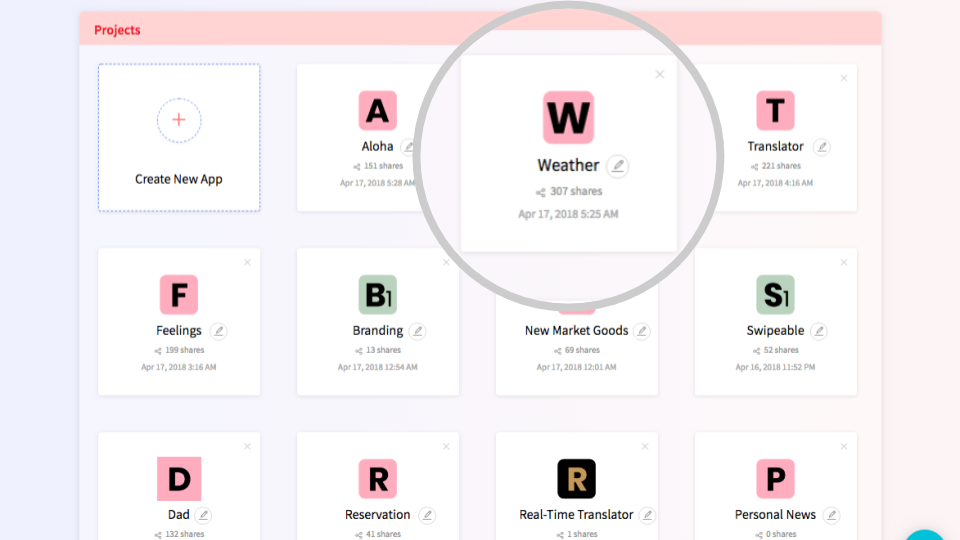 Projects
Create New App
A
Aloha
151 shares
Apr 17, 2018 5:28 AM
W
Weather
307 shares
Apr 17, 2018 5:25 AM
T
Translator
221 shares
Apr 17, 2018 4:16 AM
F
Feelings
199 shares
Apr 17, 2018 3:16 AM
B1
Branding
13 shares
Apr 17, 2018 12:54 AM
New Market Goods
69 shares
Apr 17, 2018 12:01 AM
S1
Swipeable
52 shares
Apr 16, 2018 11:52 PM
D
Dad
132 shares
R
Reservation
41 shares
R
Real-Time Translator
1 shares
P
Personal News
0 shares